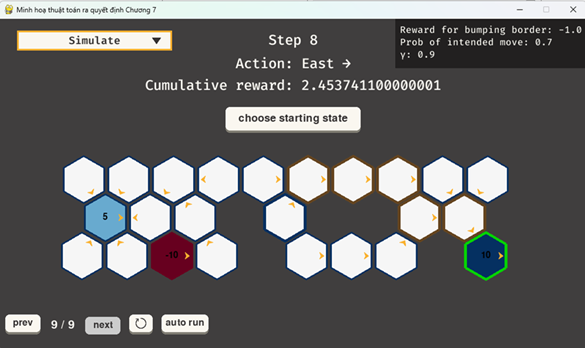 Minh hoạ thuật toán ra quyết định Chương 7
Simulate
Step 8
Action: East →
Cumulative reward: 2.453741100000001
Reward for bumping border: -1.0
Prob of intended move: 0.7
γ: 0.9
choose starting state
5
-10
10
prev
9 / 9
next
auto run